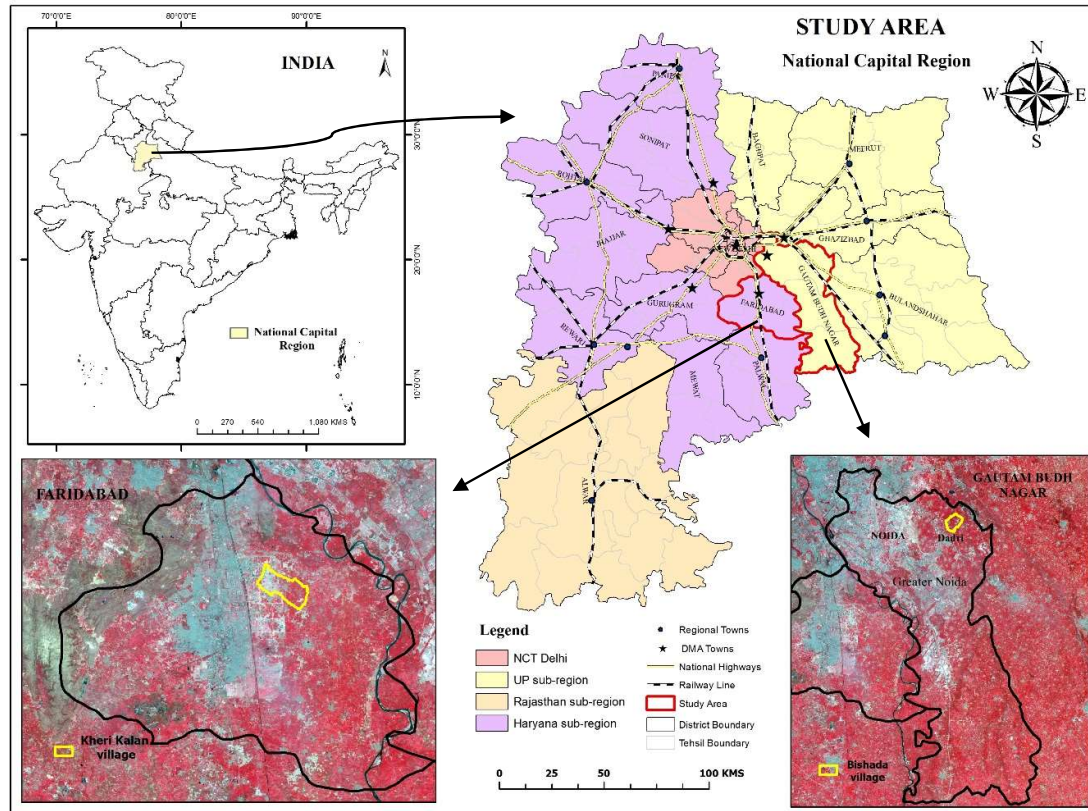 70°0'0"E
80°0'0"E
90°0'0"E
INDIA
N
30°0'0"N
20°0'0"N
10°0'0"N
National Capital
Region
0 270 540 1,080 KMS
STUDY AREA
National Capital Region
N
W
E
S
PANIPAT
SONIPAT
ROHTAK
JHAJJAR
REWARI
GURUGRAM
MEWAT
PALWAL
FARIDABAD
BAGHPAT
MEERUT
GHAZIABAD
GAUTAM BUDH NAGAR
BULANDSHAHAR
ALWAR
FARIDABAD
Kheri Kalan
village
Legend
NCT Delhi
UP sub-region
Rajasthan sub-region
Haryana sub-region
Regional Towns
DMA Towns
National Highways
Railway Line
Study Area
District Boundary
Tehsil Boundary
0 25 50 100 KMS
GAUTAM BUDH
NAGAR
NOIDA
Dadri
Greater Noida
Bishada
village